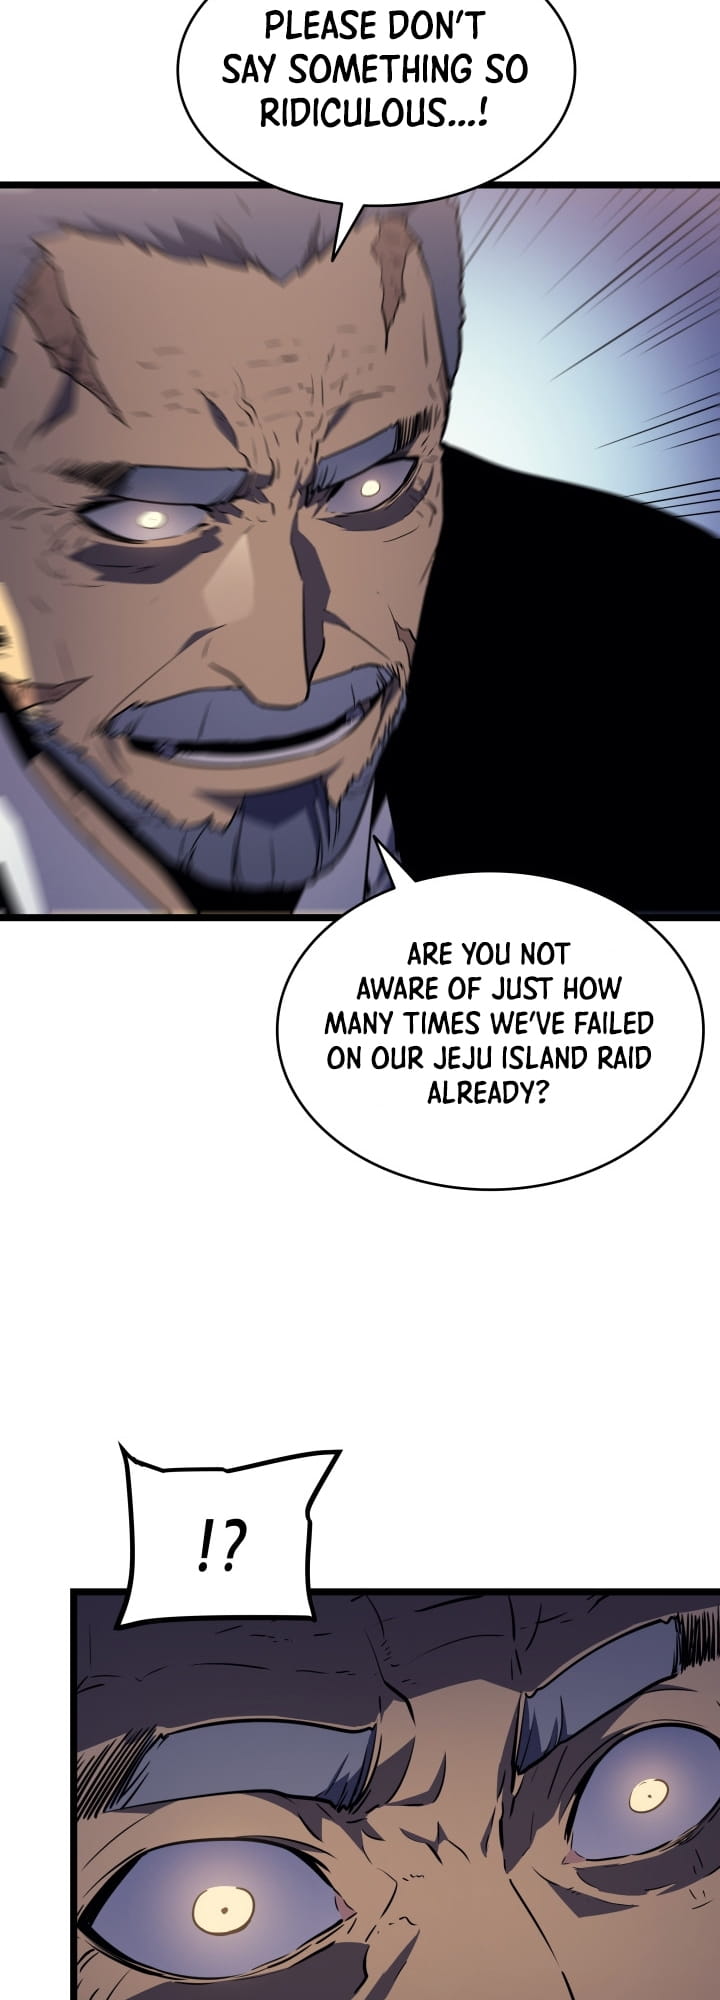 PLEASE DON'T
SAY SOMETHING SO
RIDICULOUS...!
ARE YOU NOT
AWARE OF JUST HOW
MANY TIMES WE'VE FAILED
ON OUR JEJU ISLAND RAID
ALREADY?
!?